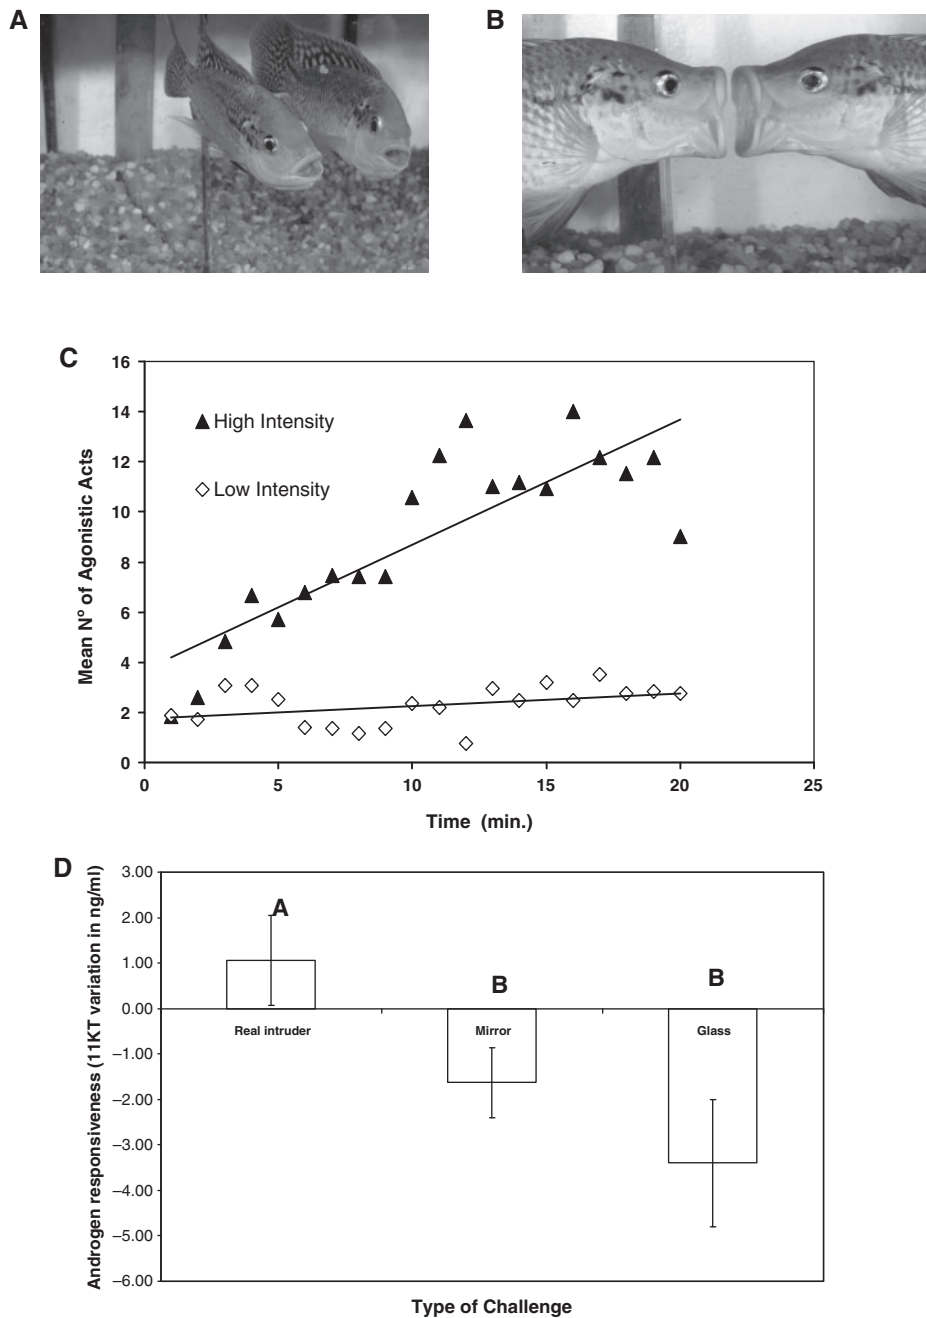 A
B
C
16
14
12
10
8
6
4
2
0
Mean Nº of Agonistic Acts
High Intensity
Low Intensity
0 5 10 15 20 25
Time (min.)
D
3.00
2.00
1.00
0.00
−1.00
−2.00
−3.00
−4.00
−5.00
−6.00
Androgen responsiveness (11KT variation in ng/ml)
A
B
B
Real intruder
Mirror
Glass
Type of Challenge